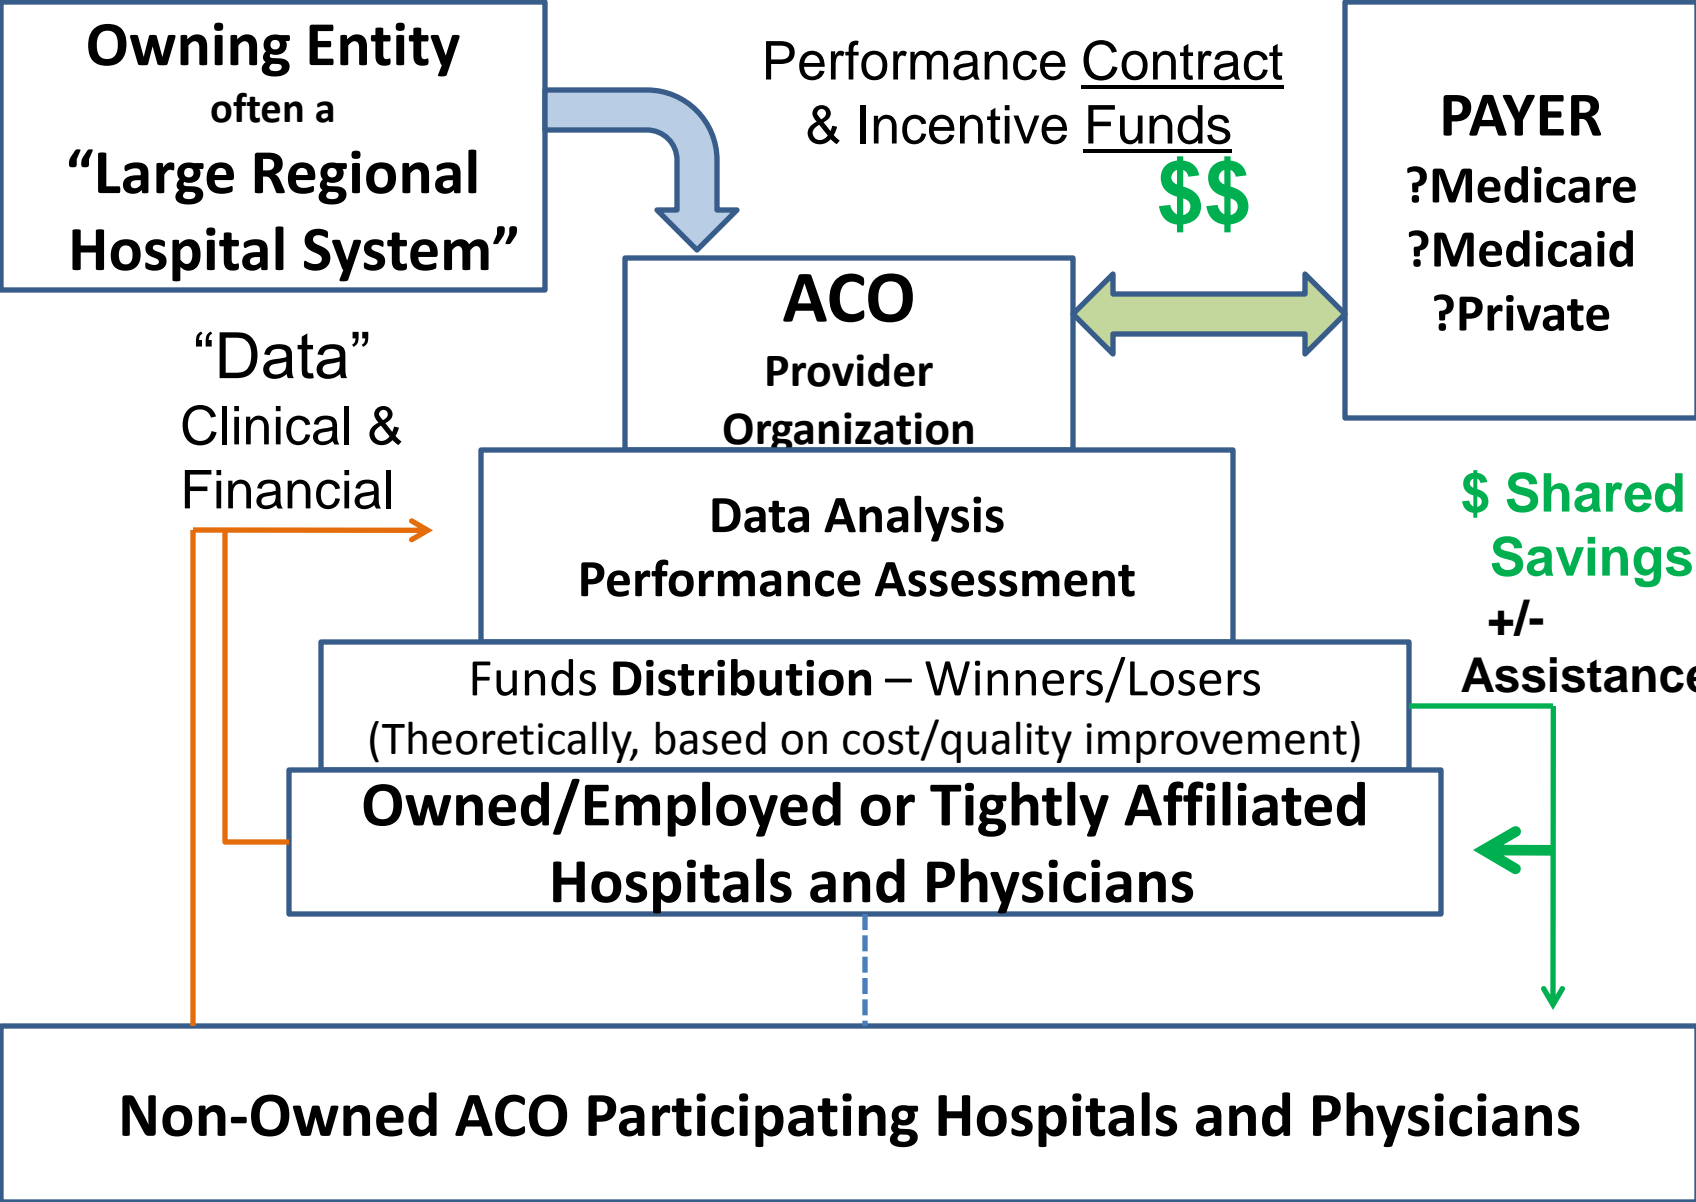 Owning Entity
often a
“Large Regional
Hospital System”
Performance Contract
& Incentive Funds
$$
PAYER
?Medicare
?Medicaid
?Private
ACO
Provider
Organization
“Data”
Clinical &
Financial
Data Analysis
Performance Assessment
$ Shared
Savings
+/-
Assistance
Funds Distribution – Winners/Losers
(Theoretically, based on cost/quality improvement)
Owned/Employed or Tightly Affiliated
Hospitals and Physicians
Non-Owned ACO Participating Hospitals and Physicians